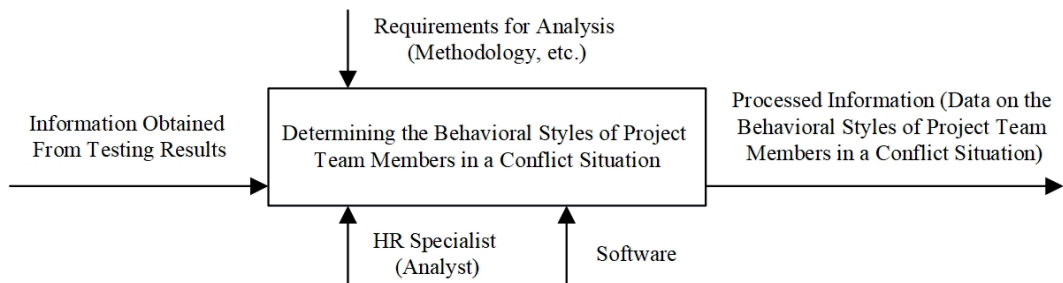 Requirements for Analysis
(Methodology, etc.)
Information Obtained
From Testing Results
Determining the Behavioral Styles of Project
Team Members in a Conflict Situation
Processed Information (Data on the
Behavioral Styles of Project Team
Members in a Conflict Situation)
HR Specialist
(Analyst)
Software